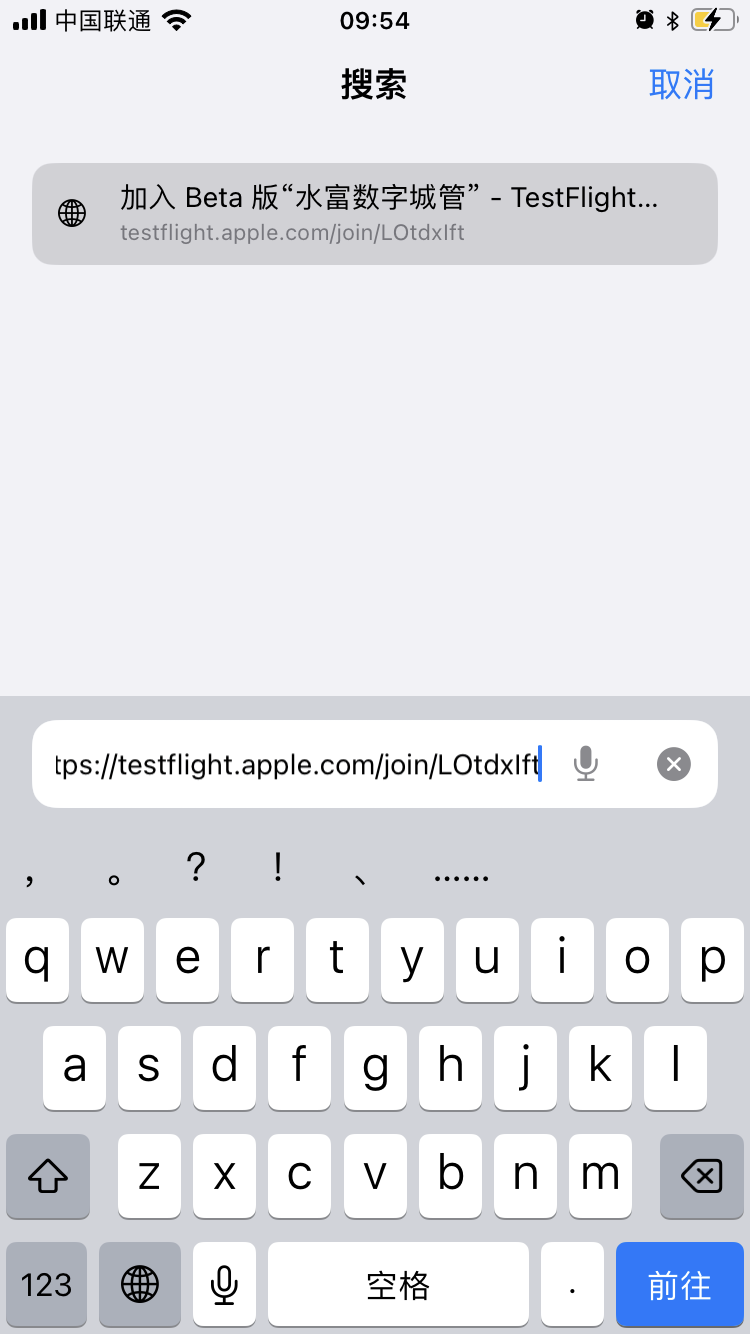 中国联通 09:54
搜索 取消
加入 Beta 版“水富数字城管” - TestFlight...
testflight.apple.com/join/LOtdxIft
tps://testflight.apple.com/join/LOtdxIft
， 。 ？ ！ 、 ……
q w e r t y u i o p
a s d f g h j k l
z x c v b n m
123 空格 . 前往